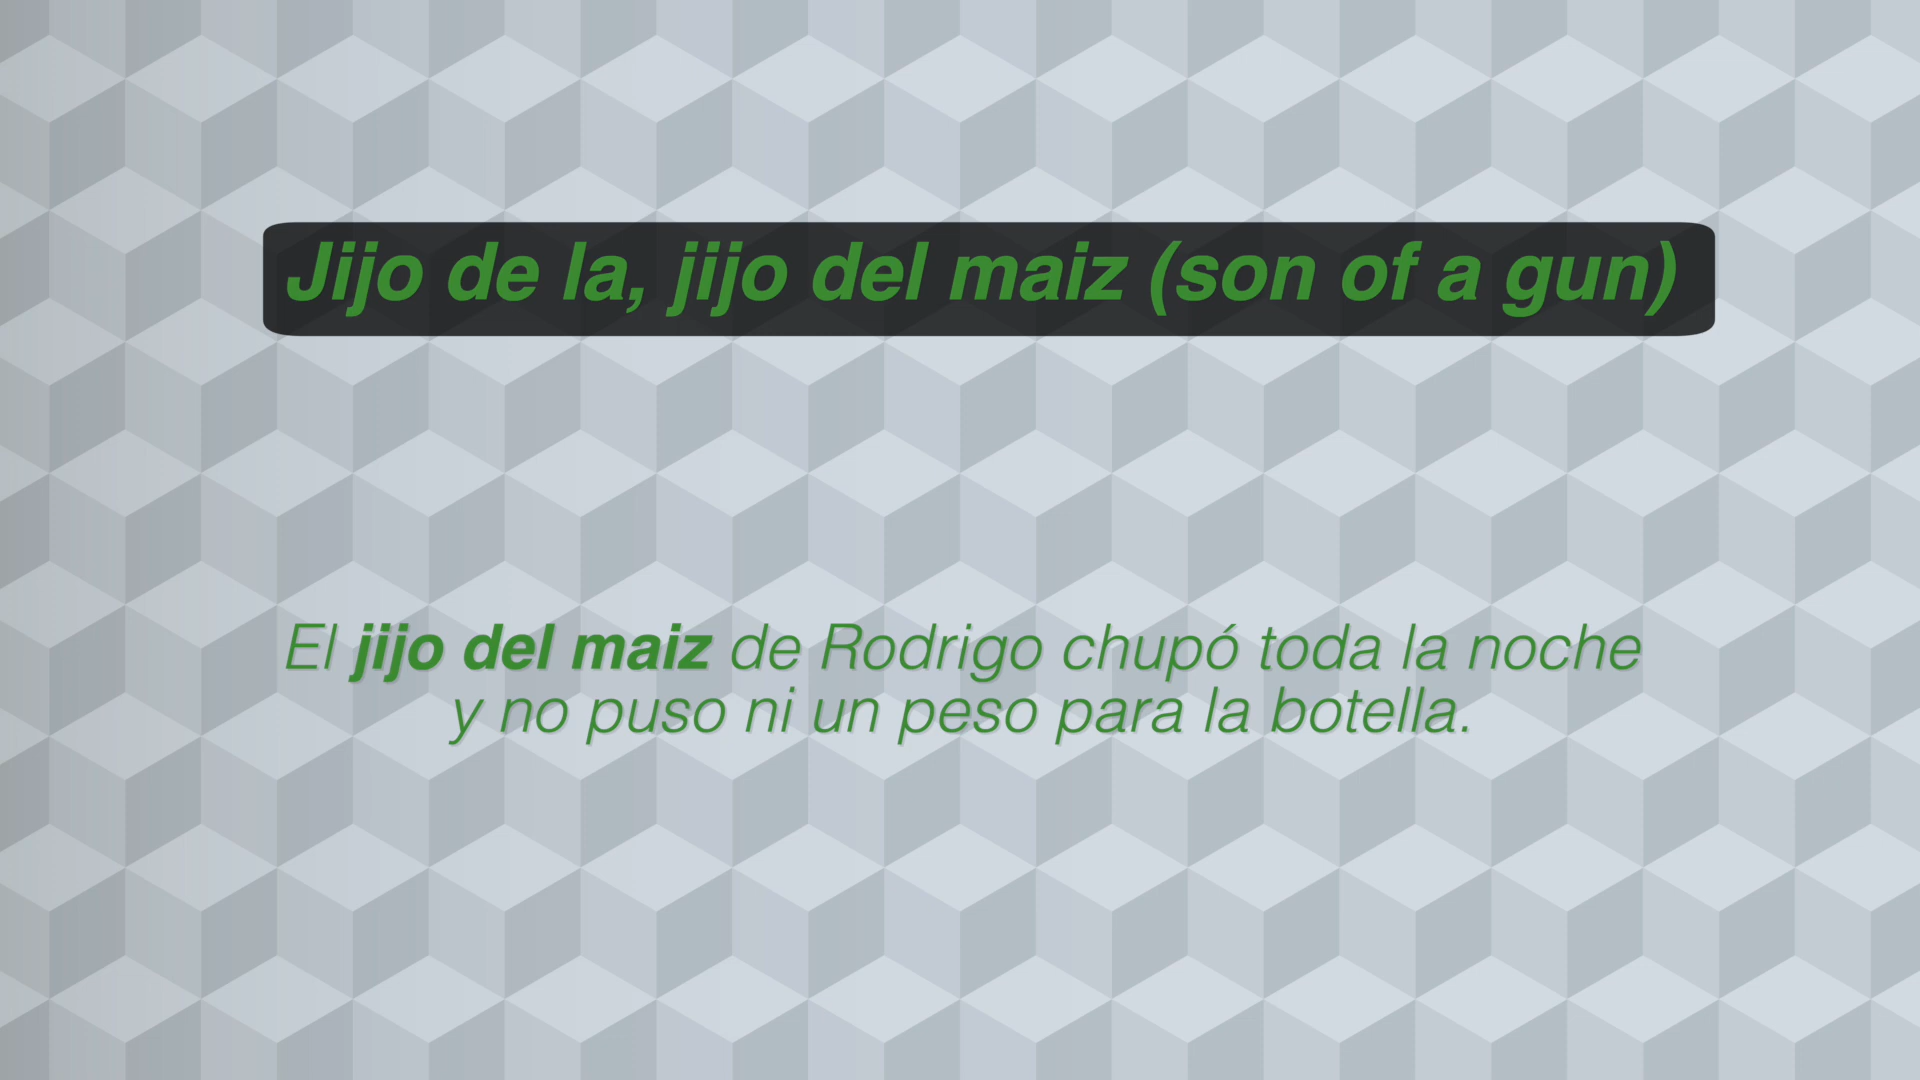 Jijo de la, jijo del maiz (son of a gun)
El jijo del maiz de Rodrigo chupó toda la noche
y no puso ni un peso para la botella.